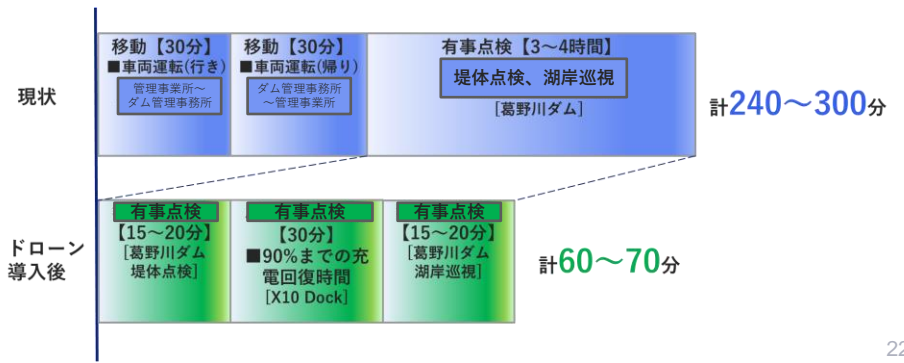 現状
移動【30分】
■車両運転(行き)
管理事業所～
ダム管理事務所
移動【30分】
■車両運転(帰り)
ダム管理事務所
～管理事業所
有事点検【3～4時間】
堤体点検、湖岸巡視
[葛野川ダム]
計240～300分
ドローン
導入後
有事点検
【15～20分】
[葛野川ダム
堤体点検]
有事点検
【30分】
■90%までの充
電回復時間
[X10 Dock]
有事点検
【15～20分】
[葛野川ダム
湖岸巡視]
計60～70分
22